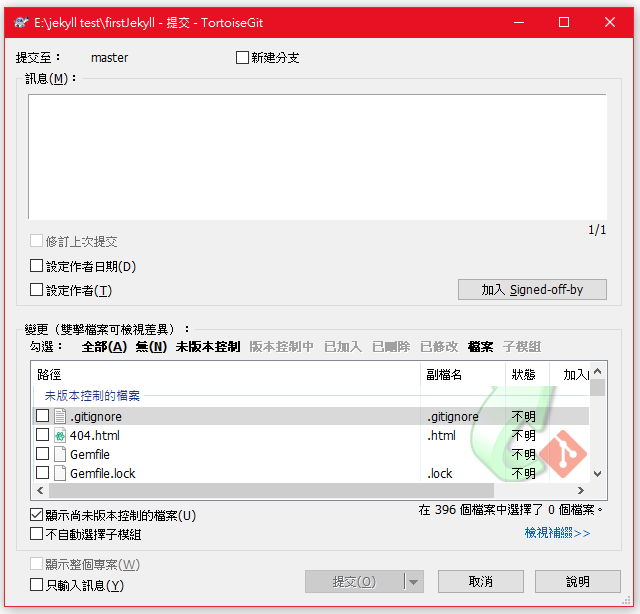 E:\jekyll test\firstJekyll - 提交 - TortoiseGit
提交至： master 新建分支
訊息(M)：
1/1
修訂上次提交
設定作者日期(D)
設定作者(T)
加入 Signed-off-by
變更（雙擊檔案可檢視差異）：
勾選： 全部(A) 無(N) 未版本控制 版本控制中 已加入 已刪除 已修改 檔案 子模組
路徑 副檔名 狀態 加入
未版本控制的檔案
.gitignore .gitignore 不明
404.html .html 不明
Gemfile 不明
Gemfile.lock .lock 不明
顯示尚未版本控制的檔案(U) 在 396 個檔案中選擇了 0 個檔案。
不自動選擇子模組 檢視補綴>>
顯示整個專案(W)
只輸入訊息(Y)
提交(O) 取消 說明